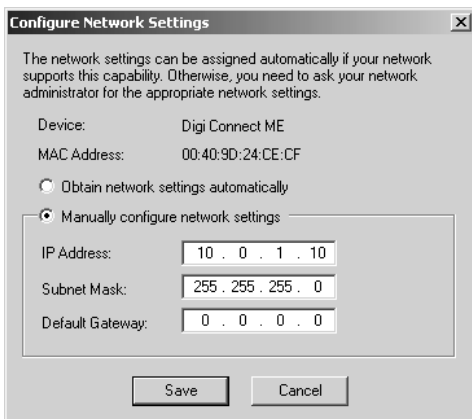 Configure Network Settings
The network settings can be assigned automatically if your network
supports this capability. Otherwise, you need to ask your network
administrator for the appropriate network settings.
Device: Digi Connect ME
MAC Address: 00:40:9D:24:CE:CF
Obtain network settings automatically
Manually configure network settings
IP Address: 10 . 0 . 1 . 10
Subnet Mask: 255 . 255 . 255 . 0
Default Gateway: 0 . 0 . 0 . 0
Save Cancel